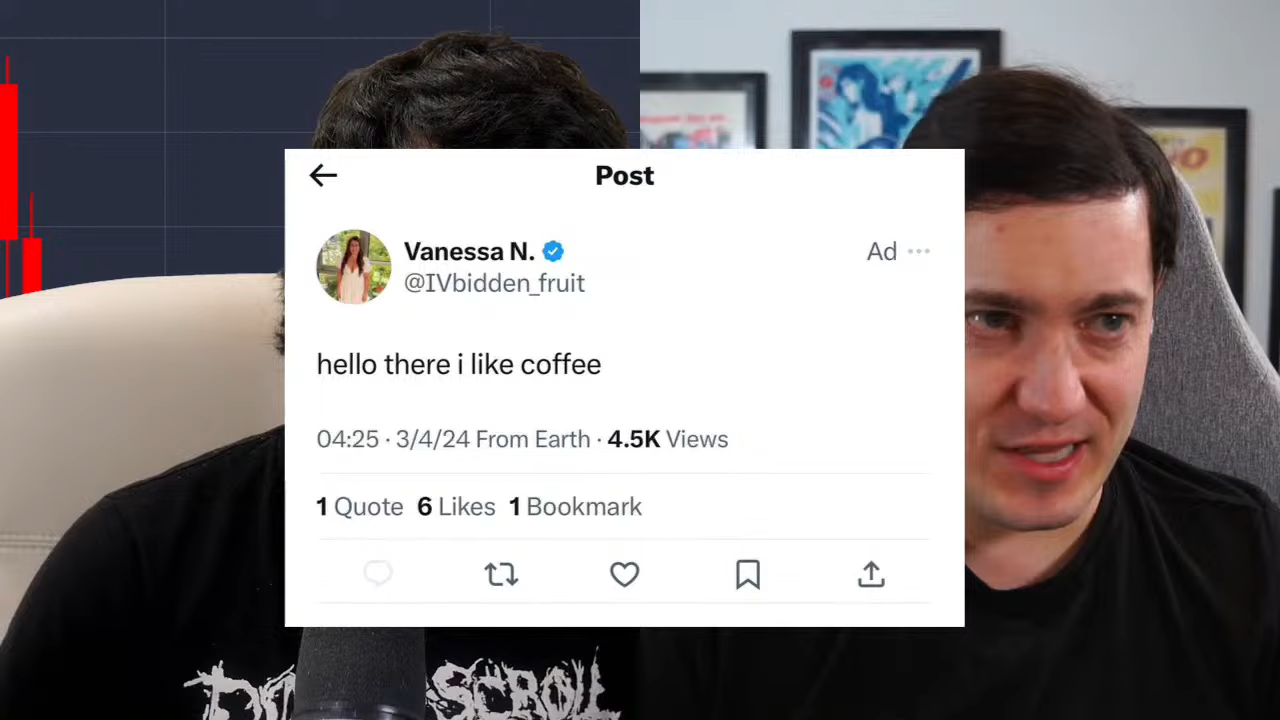 Post
Vanessa N.
Ad
@IVbidden_fruit
hello there i like coffee
04:25 · 3/4/24 From Earth · 4.5K Views
1 Quote 6 Likes 1 Bookmark
SCROLL